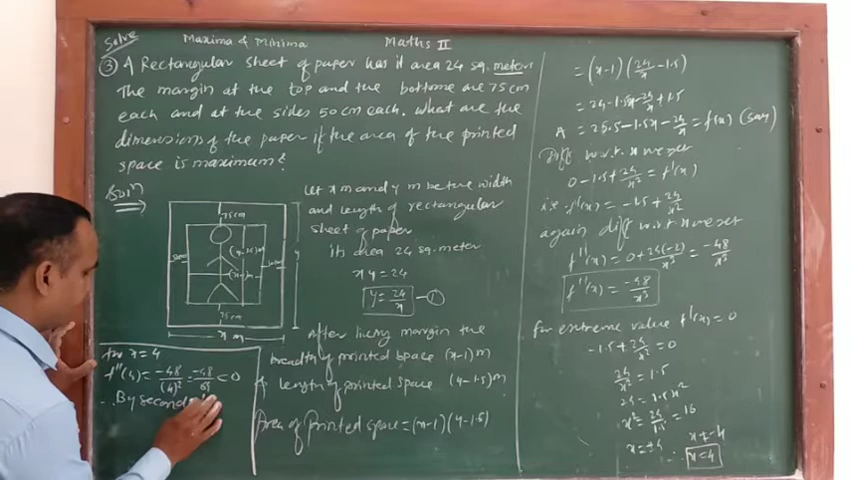 Solve
Maxima & Minima Maths II
③ A Rectangular sheet of paper has it area 24 sq. meters
The margin at the top and the bottome are 75 cm
each and at the sides 50 cm each. What are the
dimensions of the paper if the area of the printed
space is maximum?
Solⁿ
75cm
y
75cm
x m
Let x m and y m be the width
and length of rectangular
sheet of paper
its area 24 sq. meter
xy = 24
y = 24/x — ①
After living margin the
breadth of printed space (x-1) m
& length of printed space (y-1.5) m
Area of printed space = (x-1) (y-1.5)
for x = 4
f''(4) = -48/(4)² = -48/64 < 0
∴ By second
= (x-1) (24/x - 1.5)
= 24 - 1.5x - 24/x + 1.5
A = 25.5 - 1.5x - 24/x = f(x) (say)
Diff w.r.t. x we get
0 - 1.5 + 24/x² = f'(x)
i.e. f'(x) = -1.5 + 24/x²
again diff w.r.t x we get
f''(x) = 0 + 24(-2)/x³ = -48/x³
f''(x) = -48/x³
for extreme value f'(x) = 0
-1.5 + 24/x² = 0
24/x² = 1.5
24 = 1.5x²
x² = 24/1.5 = 16
x = ±4 x ≠ -4
∴ x = 4